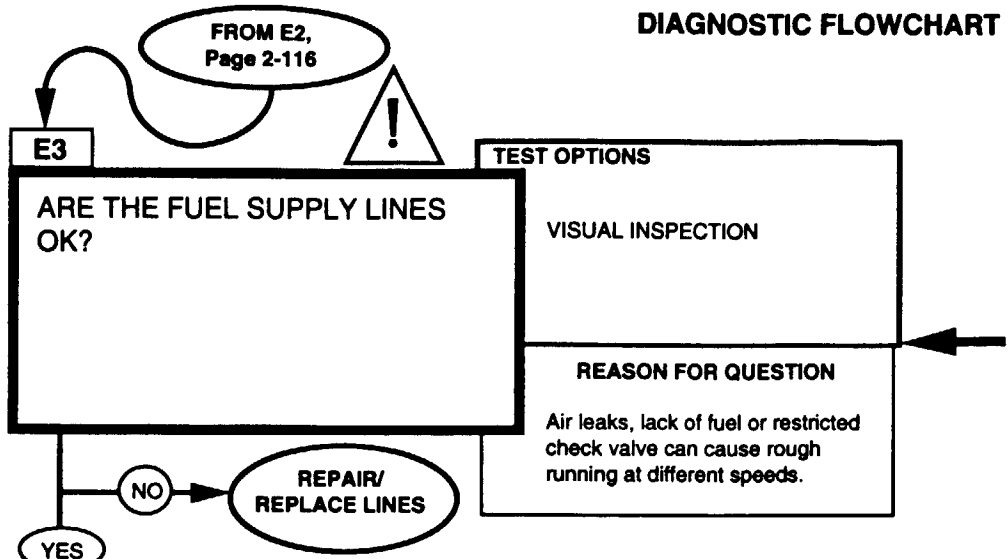 DIAGNOSTIC FLOWCHART
FROM E2,
Page 2-116
!
E3
ARE THE FUEL SUPPLY LINES
OK?
TEST OPTIONS
VISUAL INSPECTION
REASON FOR QUESTION
Air leaks, lack of fuel or restricted
check valve can cause rough
running at different speeds.
NO
REPAIR/
REPLACE LINES
YES